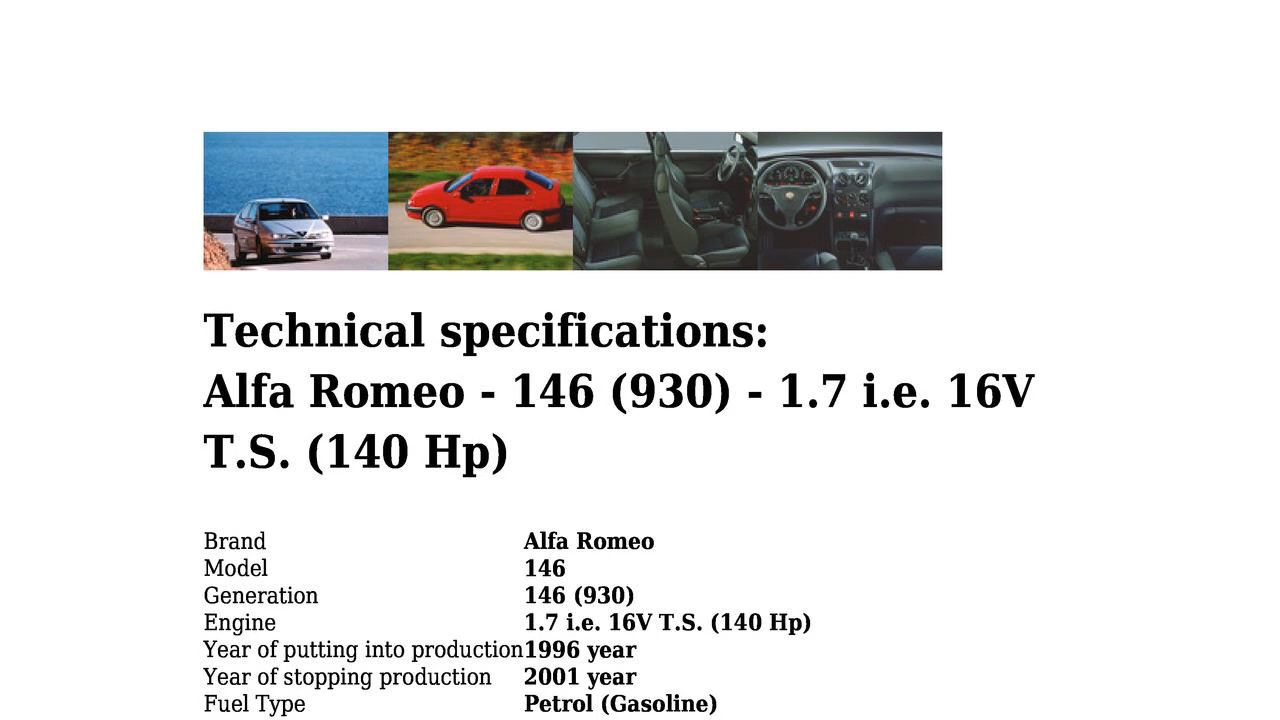 Technical specifications:
Alfa Romeo - 146 (930) - 1.7 i.e. 16V
T.S. (140 Hp)
Brand Alfa Romeo
Model 146
Generation 146 (930)
Engine 1.7 i.e. 16V T.S. (140 Hp)
Year of putting into production 1996 year
Year of stopping production 2001 year
Fuel Type Petrol (Gasoline)